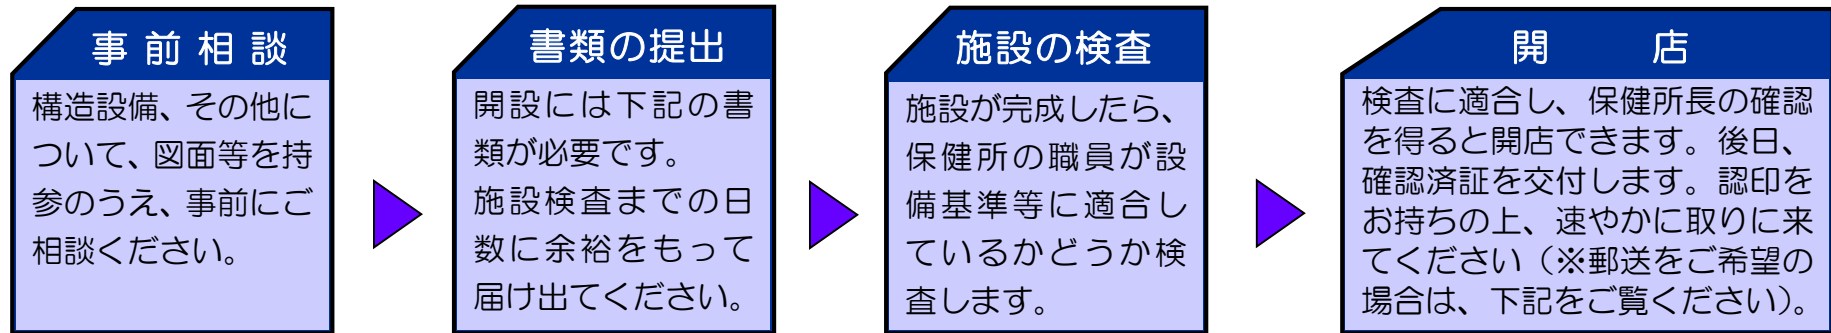 事前相談
構造設備、その他に
ついて、図面等を持
参のうえ、事前にご
相談ください。
書類の提出
開設には下記の書
類が必要です。
施設検査までの日
数に余裕をもって
届け出てください。
施設の検査
施設が完成したら、
保健所の職員が設
備基準等に適合し
ているかどうか検
査します。
開店
検査に適合し、保健所長の確認
を得ると開店できます。後日、
確認済証を交付します。認印を
お持ちの上、速やかに取りに来
てください（※郵送をご希望の
場合は、下記をご覧ください）。